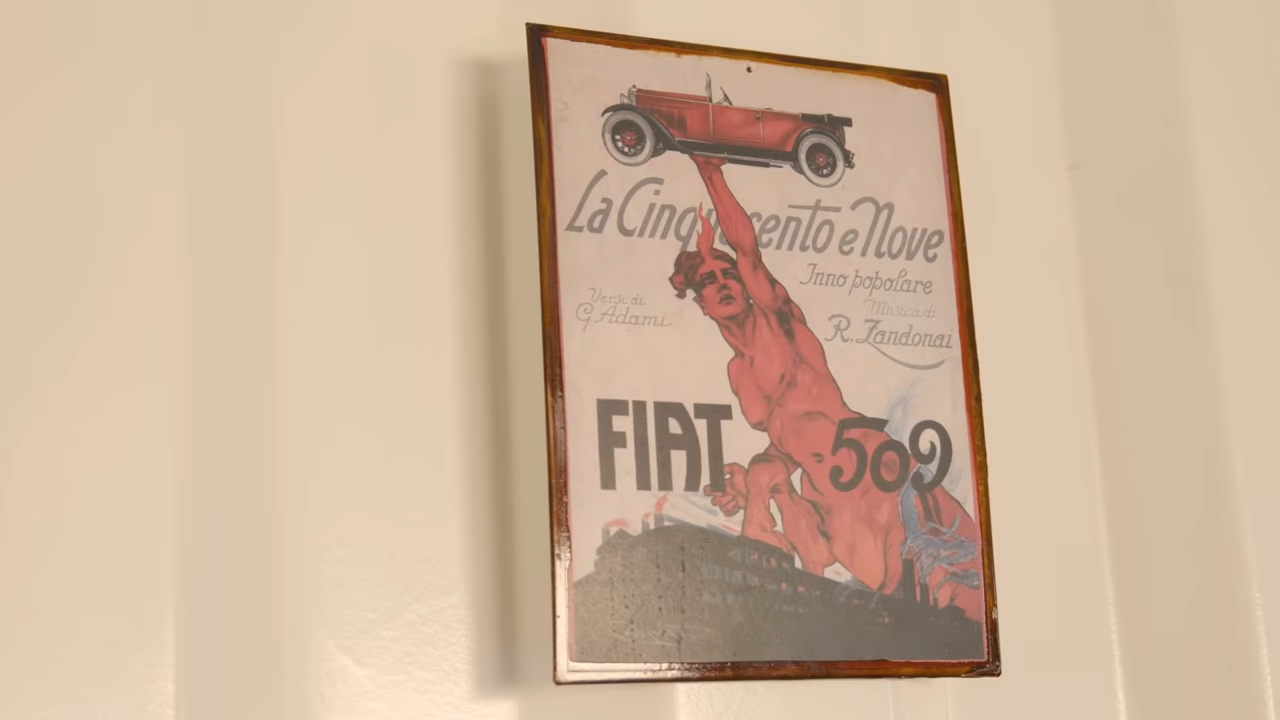 La Cinquecento e Nove
Inno popolare
Versi di
G Adami
Musica di
R. Zandonai
FIAT 509